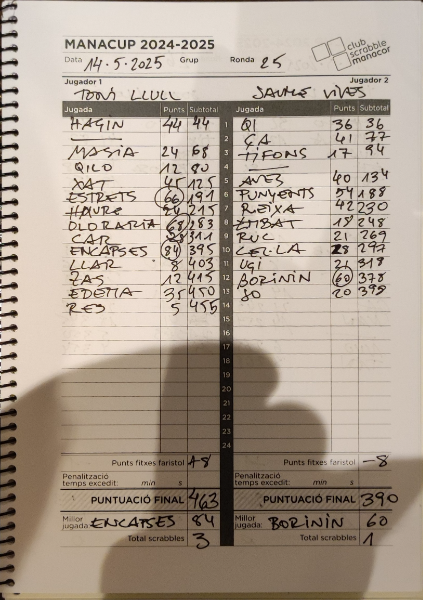 MANACUP 2024-2025
club scrabble manacor
Data 14·5·2025 Grup Ronda 25
Jugador 1 Jugador 2
TONI LLULL JAUME VIVES
Jugada Punts Subtotal Jugada Punts Subtotal
HAGIN 44 44 1 QI 36 36
— 2 ÇA 41 77
MASIA 24 68 3 TIFONS 17 94
QILO 12 80 4 —
XAT 45 125 5 AVES 40 134
ESTRETS 66 191 6 PUNYENTS 54 188
24 215 7 REIXA 42 230
OLORARIA 68 283 8 18 248
CAR 28 311 9 RUC 21 269
ENCAPSES 84 395 10 CEL·LA 28 297
LLAR 8 403 11 UGI 21 318
ZAS 12 415 12 BORININ 60 378
EDEMA 35 450 13 JO 20 398
RES 5 455 14
15
16
17
18
19
20
21
22
23
24
Punts fitxes faristol +8 Punts fitxes faristol -8
Penalització temps excedit: min s Penalització temps excedit: min s
PUNTUACIÓ FINAL 463 PUNTUACIÓ FINAL 390
Millor jugada: ENCAPSES 84 Millor jugada: BORININ 60
Total scrabbles 3 Total scrabbles 1